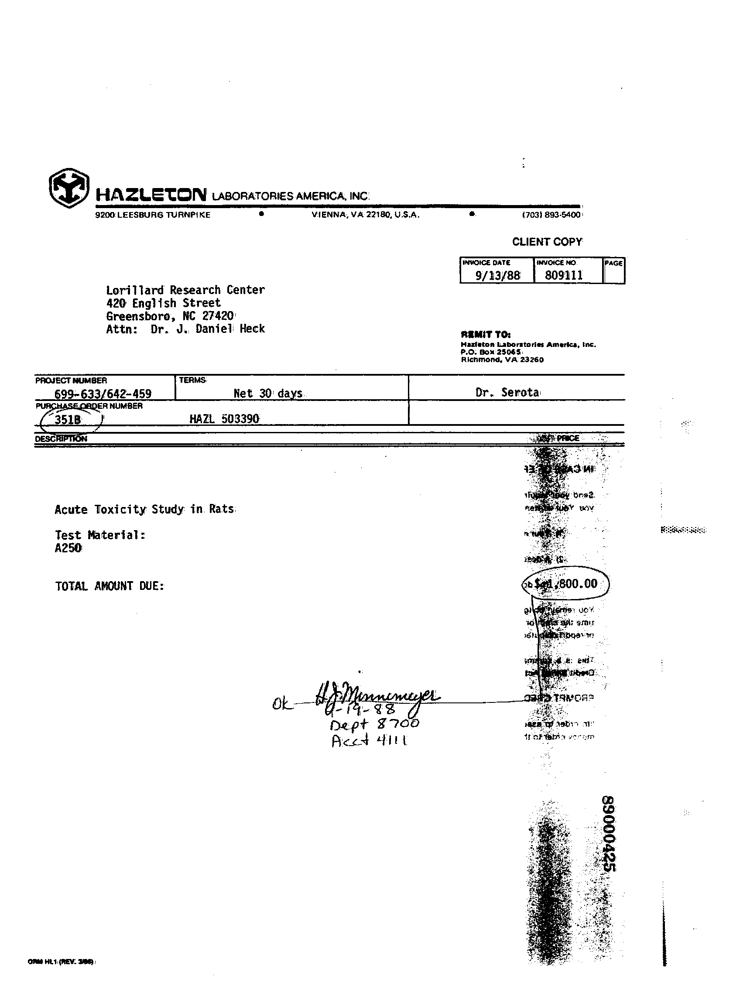 HAZLETON LABORATORIES AMERICA, INC.
9200 LEESBURG TURNPIKE • VIENNA, VA 22180, U.S.A. • (703) 893-5400
CLIENT COPY
INVOICE DATE INVOICE NO. PAGE
9/13/88 809111
Lorillard Research Center
420 English Street
Greensboro, NC 27420
Attn: Dr. J. Daniel Heck
REMIT TO:
Hazleton Laboratories America, Inc.
P.O. Box 25065
Richmond, VA 23260
PROJECT NUMBER TERMS
699-633/642-459 Net 30 days Dr. Serota
PURCHASE ORDER NUMBER
351B HAZL 503390
DESCRIPTION PRICE
Acute Toxicity Study in Rats
Test Material:
A250
TOTAL AMOUNT DUE: $1,800.00
OK H.J. Minnemeyer
9-19-88
Dept 8700
Acct 4111
89000425
ORM HL1 (REV. 3/86)